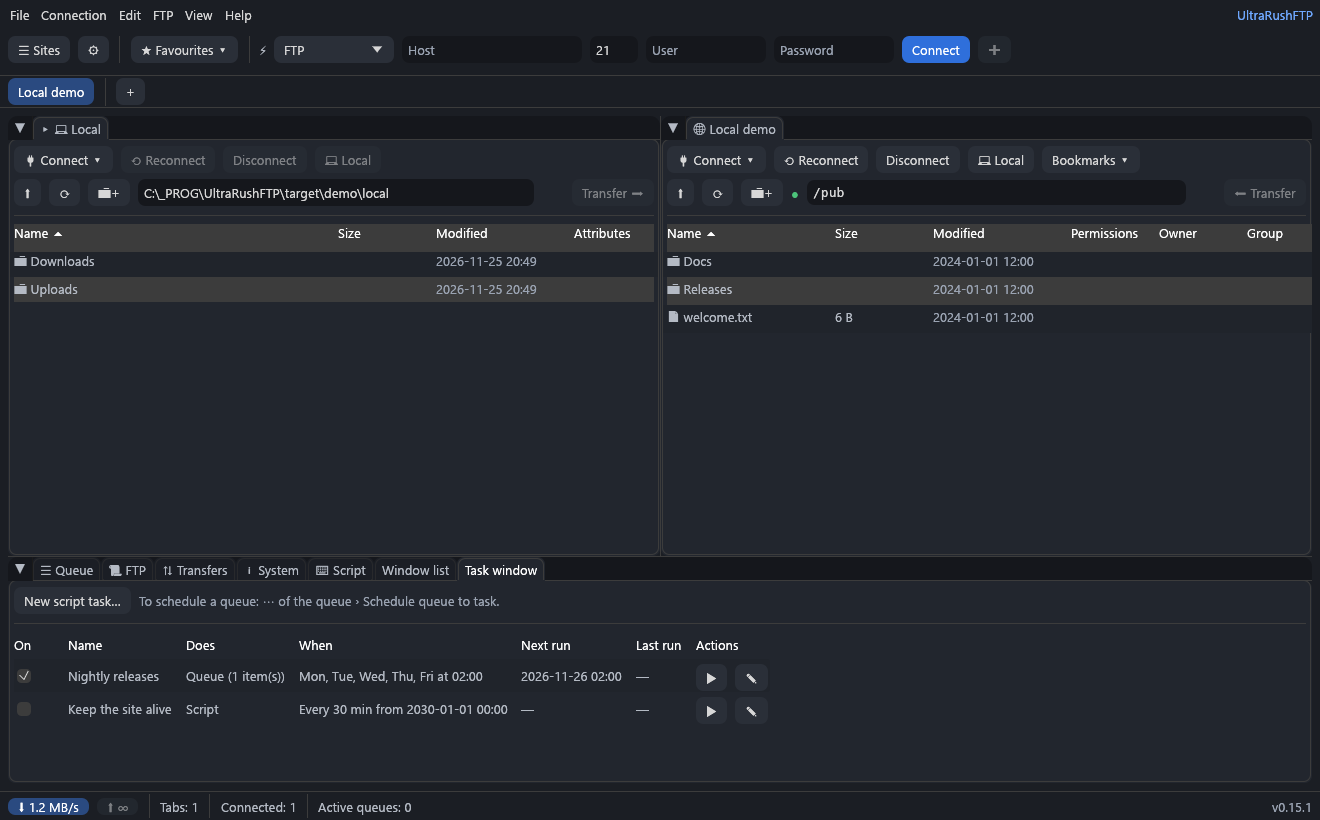 File Connection Edit FTP View Help UltraRushFTP
Sites Favourites FTP Host 21 User Password Connect +
Local demo +
Local Local demo
Connect Reconnect Disconnect Local Connect Reconnect Disconnect Local Bookmarks
C:\_PROG\UltraRushFTP\target\demo\local Transfer /pub Transfer
Name Size Modified Attributes Name Size Modified Permissions Owner Group
Downloads 2026-11-25 20:49 Docs 2024-01-01 12:00
Uploads 2026-11-25 20:49 Releases 2024-01-01 12:00
welcome.txt 6 B 2024-01-01 12:00
Queue FTP Transfers System Script Window list Task window
New script task... To schedule a queue: ··· of the queue › Schedule queue to task.
On Name Does When Next run Last run Actions
Nightly releases Queue (1 item(s)) Mon, Tue, Wed, Thu, Fri at 02:00 2026-11-26 02:00 —
Keep the site alive Script Every 30 min from 2030-01-01 00:00 — —
1.2 MB/s ∞ Tabs: 1 Connected: 1 Active queues: 0 v0.15.1